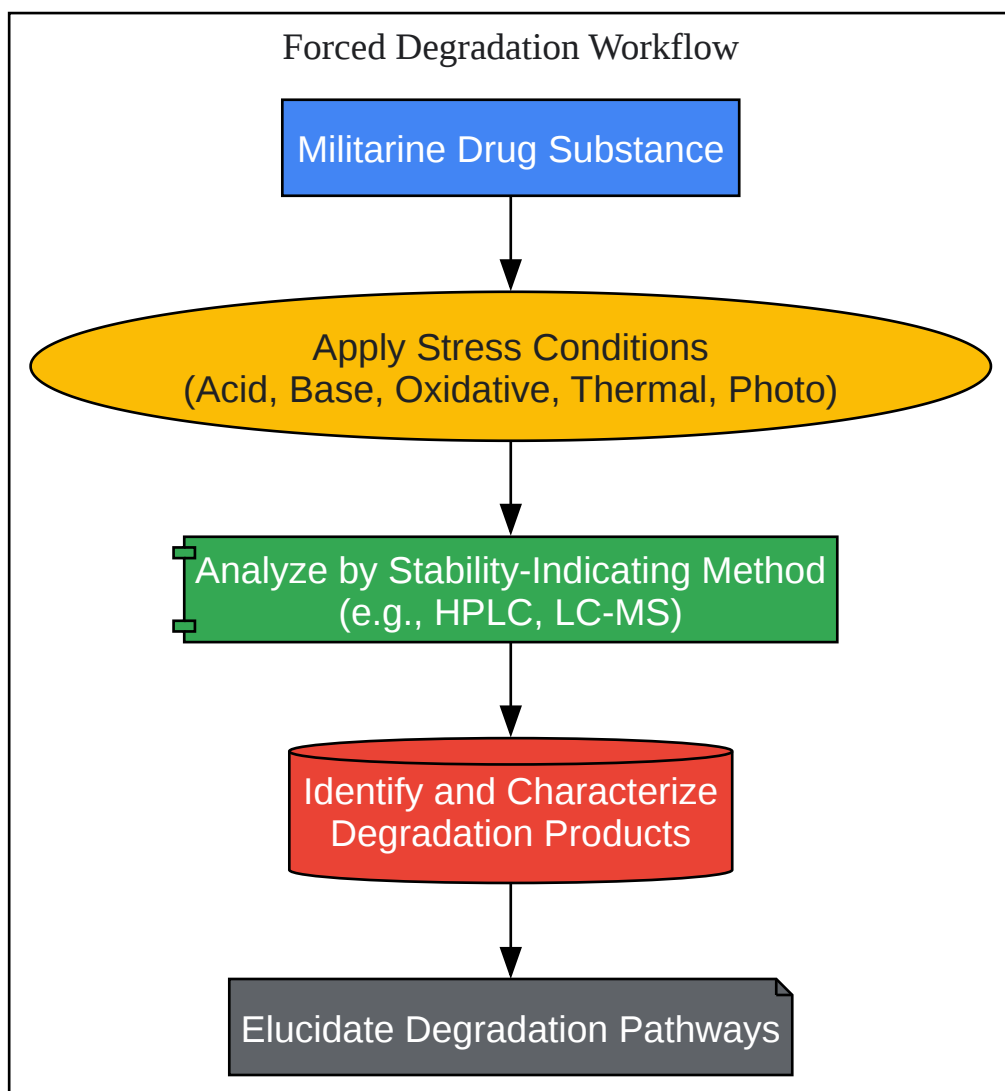 Forced Degradation Workflow
Militarine Drug Substance
Apply Stress Conditions
(Acid, Base, Oxidative, Thermal, Photo)
Analyze by Stability-Indicating Method
(e.g., HPLC, LC-MS)
Identify and Characterize
Degradation Products
Elucidate Degradation Pathways